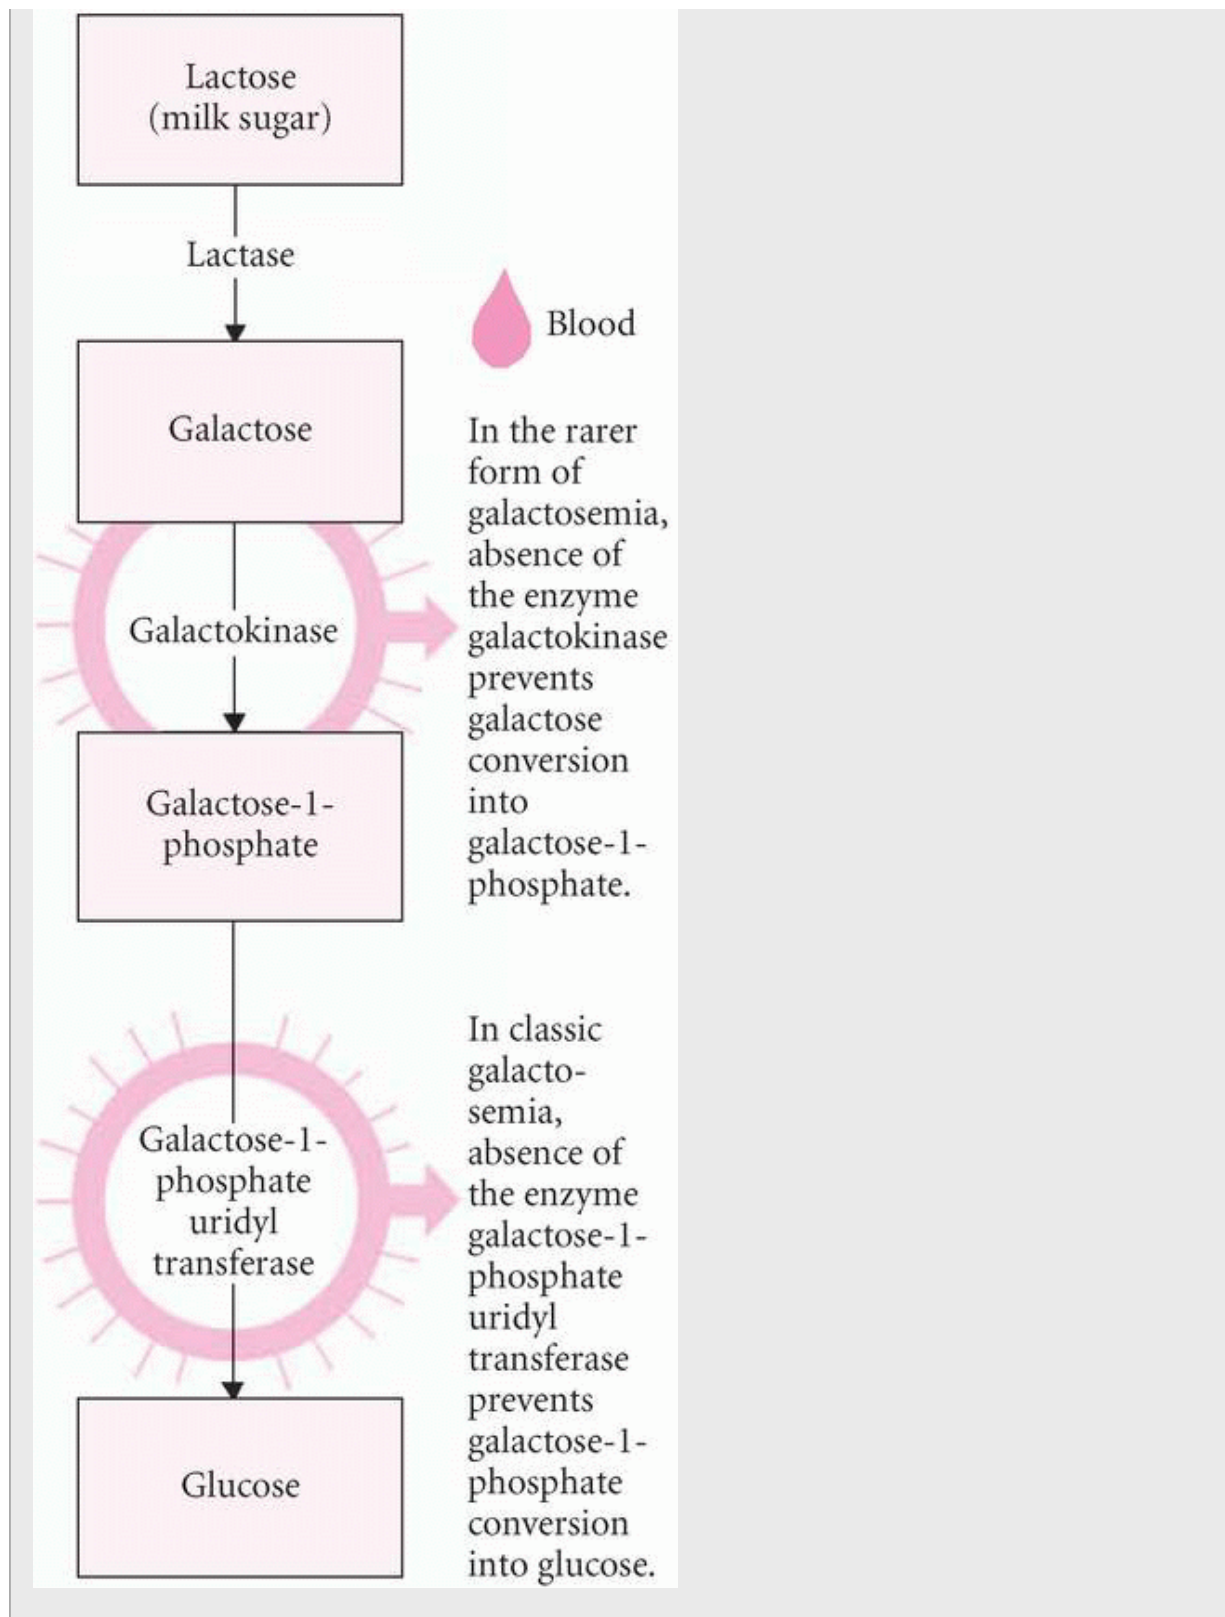 Lactose
(milk sugar)
Lactase
Blood
Galactose
In the rarer
form of
galactosemia,
absence of
the enzyme
galactokinase
prevents
galactose
conversion
into
galactose-1-
phosphate.
Galactokinase
Galactose-1-
phosphate
In classic
galacto-
semia,
absence of
the enzyme
galactose-1-
phosphate
uridyl
transferase
prevents
galactose-1-
phosphate
conversion
into glucose.
Galactose-1-
phosphate
uridyl
transferase
Glucose